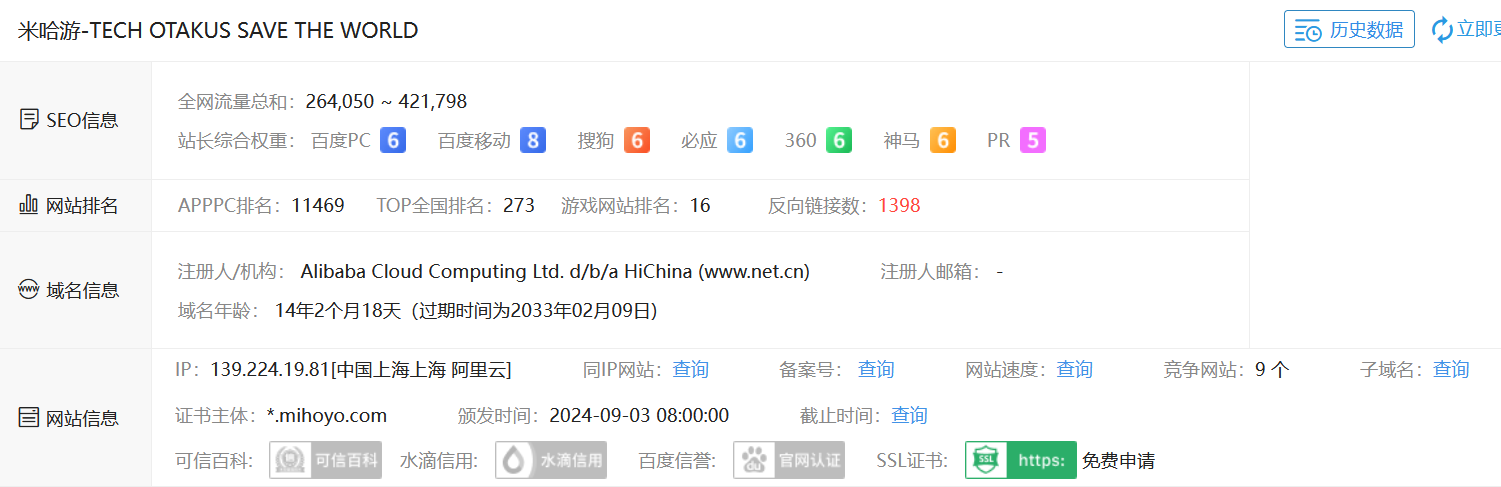 米哈游-TECH OTAKUS SAVE THE WORLD 历史数据
SEO信息
全网流量总和：264,050 ~ 421,798
站长综合权重： 百度PC 6 百度移动 8 搜狗 6 必应 6 360 6 神马 6 PR 5
网站排名 APPPC排名：11469 TOP全国排名：273 游戏网站排名：16 反向链接数：1398
域名信息
注册人/机构： Alibaba Cloud Computing Ltd. d/b/a HiChina (www.net.cn) 注册人邮箱： -
域名年龄： 14年2个月18天（过期时间为2033年02月09日）
网站信息
IP：139.224.19.81[中国上海上海 阿里云] 同IP网站：查询 备案号： 查询 网站速度：查询 竞争网站：9 个 子域名：查询
证书主体：*.mihoyo.com 颁发时间：2024-09-03 08:00:00 截止时间：查询
可信百科: 可信百科 水滴信用: 水滴信用 百度信誉: du 官网认证 SSL证书: SSL https: 免费申请